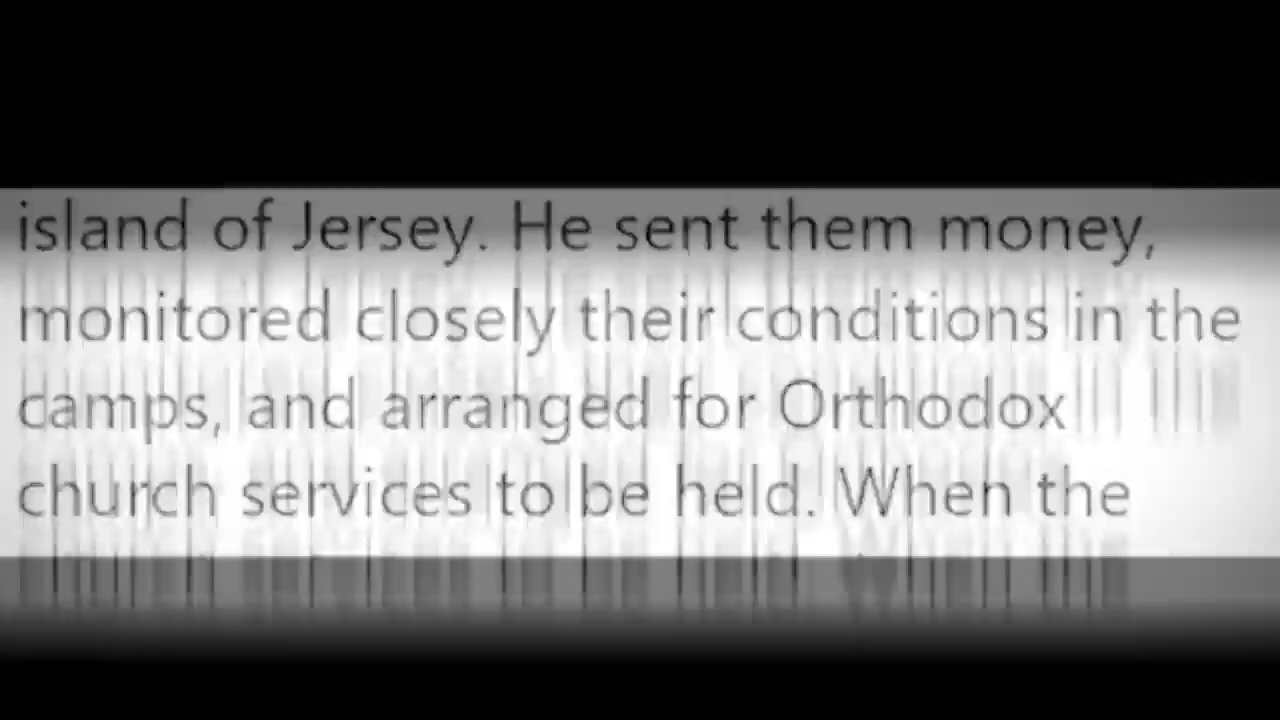 island of Jersey. He sent them money,
monitored closely their conditions in the
camps, and arranged for Orthodox
church services to be held. When the